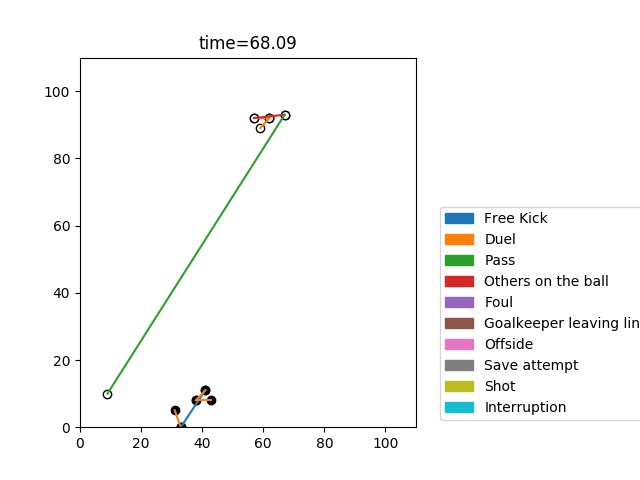 time=68.09
100
80
60
40
20
0
0 20 40 60 80 100
Free Kick
Duel
Pass
Others on the ball
Foul
Goalkeeper leaving lin
Offside
Save attempt
Shot
Interruption